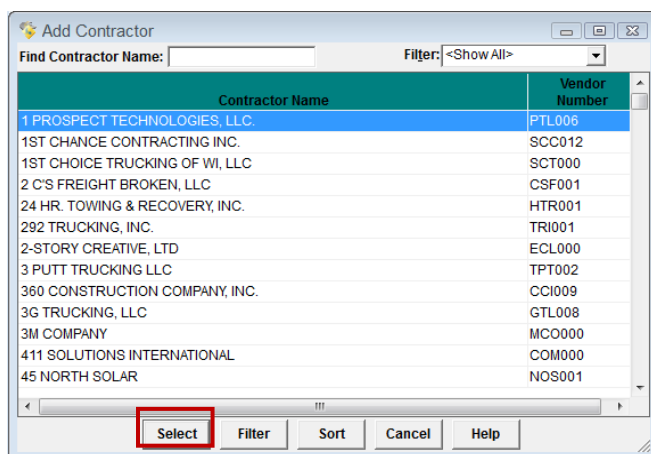 Add Contractor
Find Contractor Name: Filter: <Show All>
Contractor Name Vendor Number
1 PROSPECT TECHNOLOGIES, LLC. PTL006
1ST CHANCE CONTRACTING INC. SCC012
1ST CHOICE TRUCKING OF WI, LLC SCT000
2 C'S FREIGHT BROKEN, LLC CSF001
24 HR. TOWING & RECOVERY, INC. HTR001
292 TRUCKING, INC. TRI001
2-STORY CREATIVE, LTD ECL000
3 PUTT TRUCKING LLC TPT002
360 CONSTRUCTION COMPANY, INC. CCI009
3G TRUCKING, LLC GTL008
3M COMPANY MCO000
411 SOLUTIONS INTERNATIONAL COM000
45 NORTH SOLAR NOS001
Select Filter Sort Cancel Help